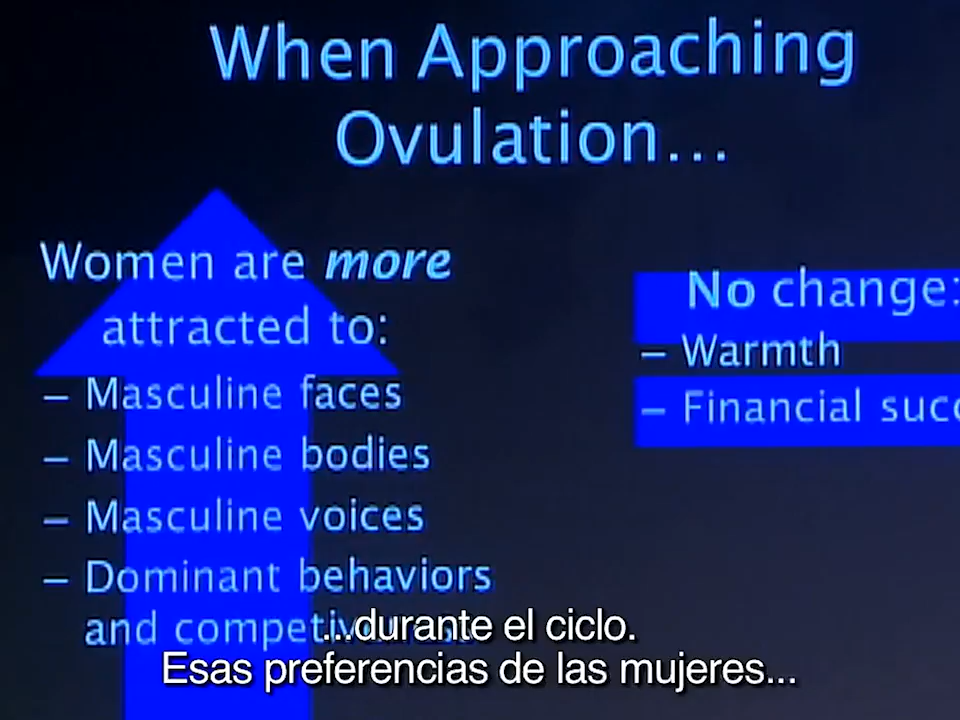 When Approaching
Ovulation...
Women are more
attracted to:
– Masculine faces
– Masculine bodies
– Masculine voices
– Dominant behaviors
and
No change:
– Warmth
– Financial
...durante el ciclo.
Esas preferencias de las mujeres...